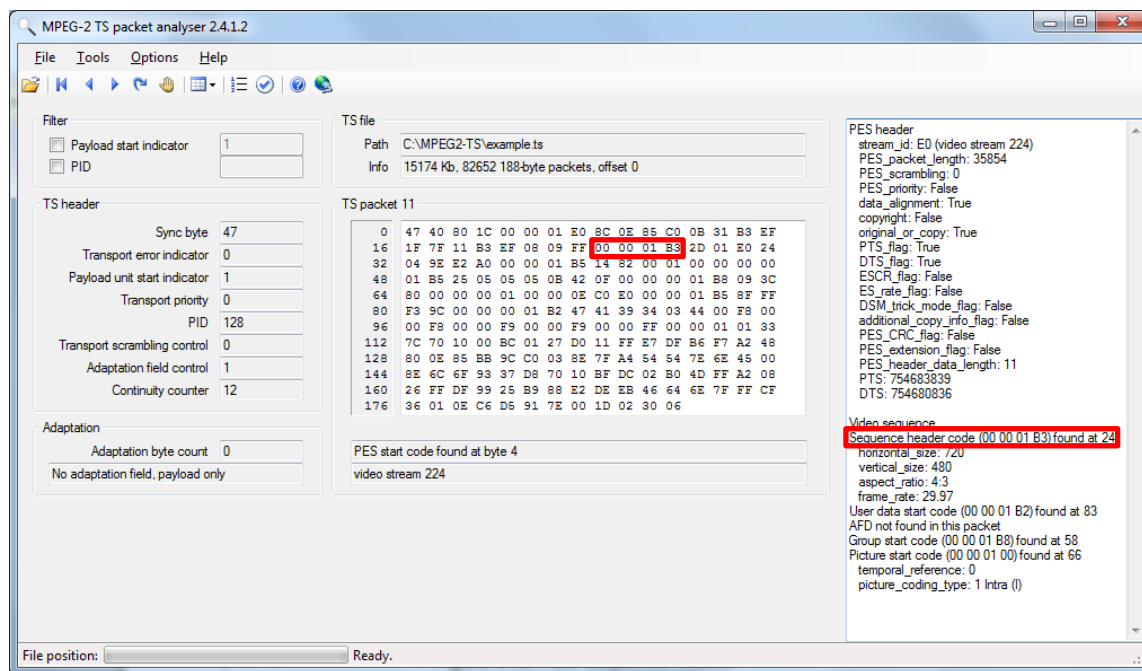 MPEG-2 TS packet analyser 2.4.1.2
File Tools Options Help
Filter
Payload start indicator 1
PID
TS file
Path C:\MPEG2-TS\example.ts
Info 15174 Kb, 82652 188-byte packets, offset 0
TS header
Sync byte 47
Transport error indicator 0
Payload unit start indicator 1
Transport priority 0
PID 128
Transport scrambling control 0
Adaptation field control 1
Continuity counter 12
Adaptation
Adaptation byte count 0
No adaptation field, payload only
TS packet 11
0 47 40 80 1C 00 00 01 E0 8C 0E 85 C0 0B 31 B3 EF
16 1F 7F 11 B3 EF 08 09 FF 00 00 01 B3 2D 01 E0 24
32 04 9E E2 A0 00 00 01 B5 14 82 00 01 00 00 00 00
48 01 B5 25 05 05 05 0B 42 0F 00 00 00 01 B8 09 3C
64 80 00 00 00 01 00 00 0E C0 E0 00 00 01 B5 8F FF
80 F3 9C 00 00 00 01 B2 47 41 39 34 03 44 00 F8 00
96 00 F8 00 00 F9 00 00 F9 00 00 FF 00 00 01 01 33
112 7C 70 10 00 BC 01 27 D0 11 FF E7 DF B6 F7 A2 48
128 80 0E 85 BB 9C C0 03 8E 7F A4 54 54 7E 6E 45 00
144 8E 6C 6F 93 37 D8 70 10 BF DC 02 B0 4D FF A2 08
160 26 FF DF 99 25 B9 88 E2 DE EB 46 64 6E 7F FF CF
176 36 01 0E C6 D5 91 7E 00 1D 02 30 06
PES start code found at byte 4
video stream 224
PES header
stream_id: E0 (video stream 224)
PES_packet_length: 35854
PES_scrambling: 0
PES_priority: False
data_alignment: True
copyright: False
original_or_copy: True
PTS_flag: True
DTS_flag: True
ESCR_flag: False
ES_rate_flag: False
DSM_trick_mode_flag: False
additional_copy_info_flag: False
PES_CRC_flag: False
PES_extension_flag: False
PES_header_data_length: 11
PTS: 754683839
DTS: 754680836
Video sequence
Sequence header code (00 00 01 B3) found at 24
horizontal_size: 720
vertical_size: 480
aspect_ratio: 4:3
frame_rate: 29.97
User data start code (00 00 01 B2) found at 83
AFD not found in this packet
Group start code (00 00 01 B8) found at 58
Picture start code (00 00 01 00) found at 66
temporal_reference: 0
picture_coding_type: 1 Intra (I)
File position: Ready.